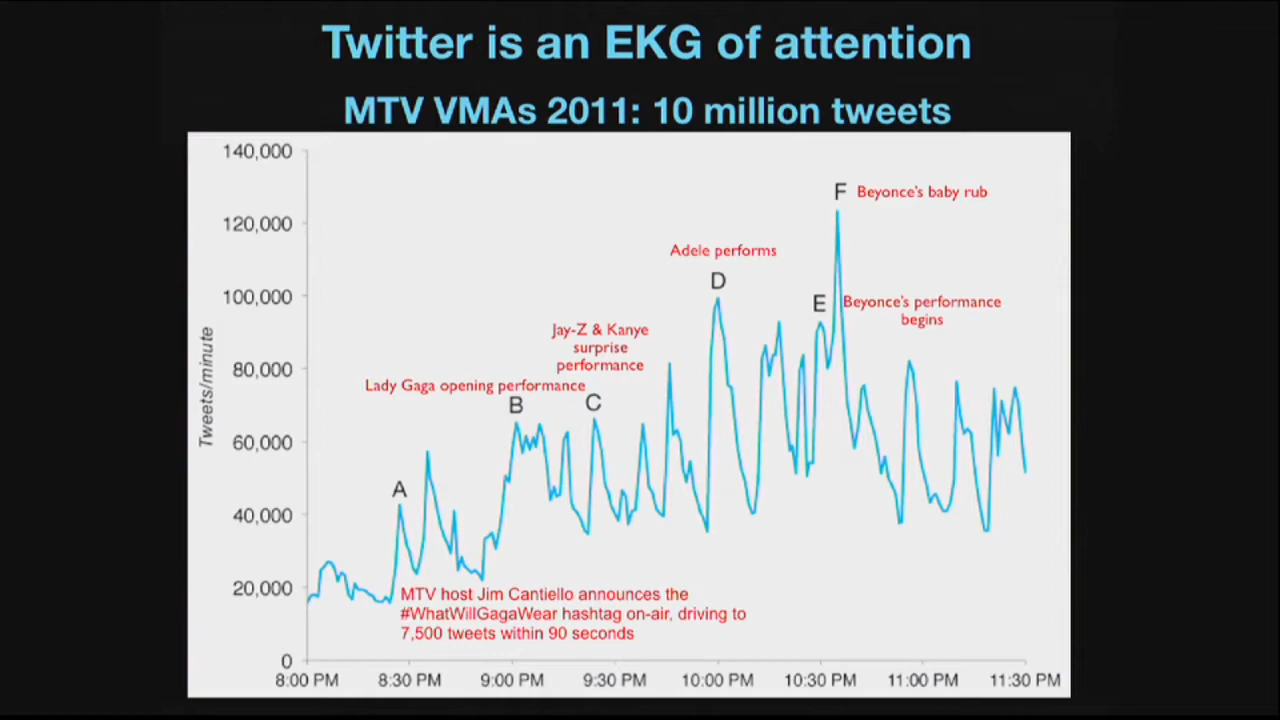 Twitter is an EKG of attention
MTV VMAs 2011: 10 million tweets
140,000
120,000
100,000
80,000
60,000
40,000
20,000
0
Tweets/minute
F Beyonce's baby rub
Adele performs
D
E Beyonce's performance
begins
Jay-Z & Kanye
surprise
performance
Lady Gaga opening performance
B
C
A
MTV host Jim Cantiello announces the
#WhatWillGagaWear hashtag on-air, driving to
7,500 tweets within 90 seconds
8:00 PM 8:30 PM 9:00 PM 9:30 PM 10:00 PM 10:30 PM 11:00 PM 11:30 PM